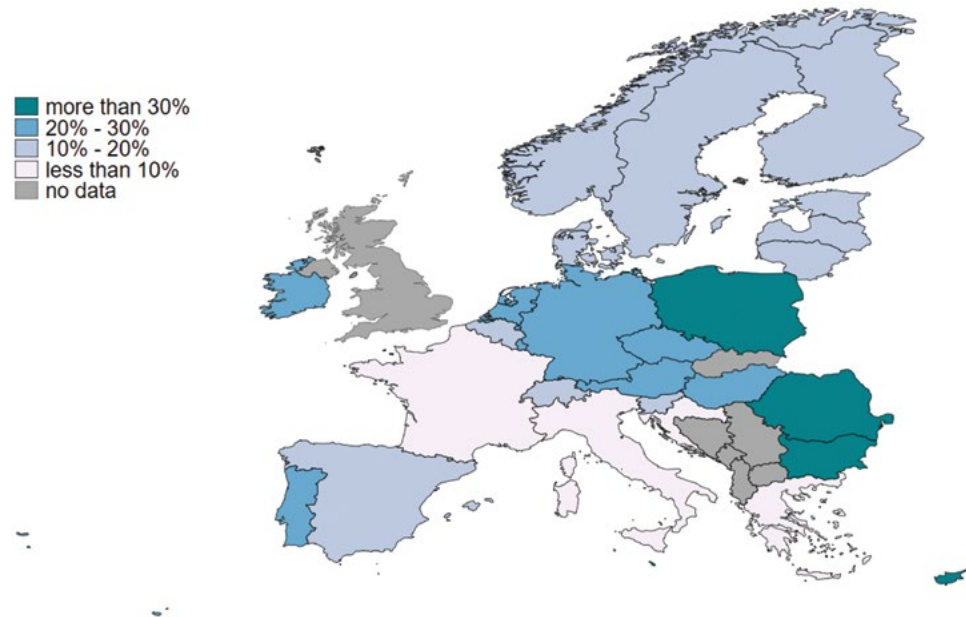 more than 30%
20% - 30%
10% - 20%
less than 10%
no data